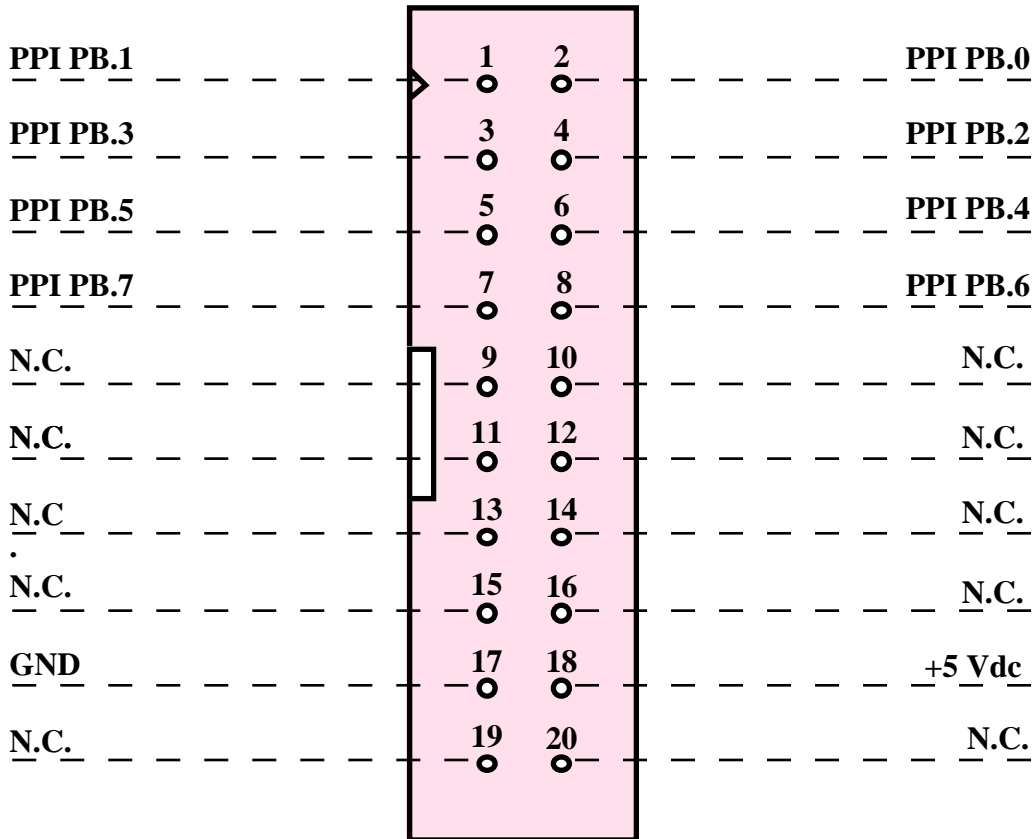 PPI PB.1 1 2 PPI PB.0
PPI PB.3 3 4 PPI PB.2
PPI PB.5 5 6 PPI PB.4
PPI PB.7 7 8 PPI PB.6
N.C. 9 10 N.C.
N.C. 11 12 N.C.
N.C 13 14 N.C.
.
N.C. 15 16 N.C.
GND 17 18 +5 Vdc
N.C. 19 20 N.C.